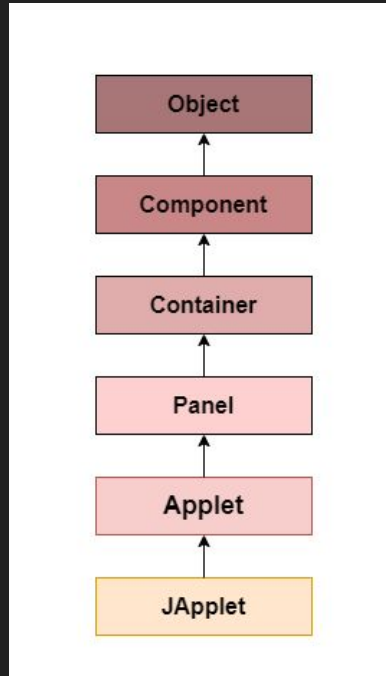 Object
Component
Container
Panel
Applet
JApplet